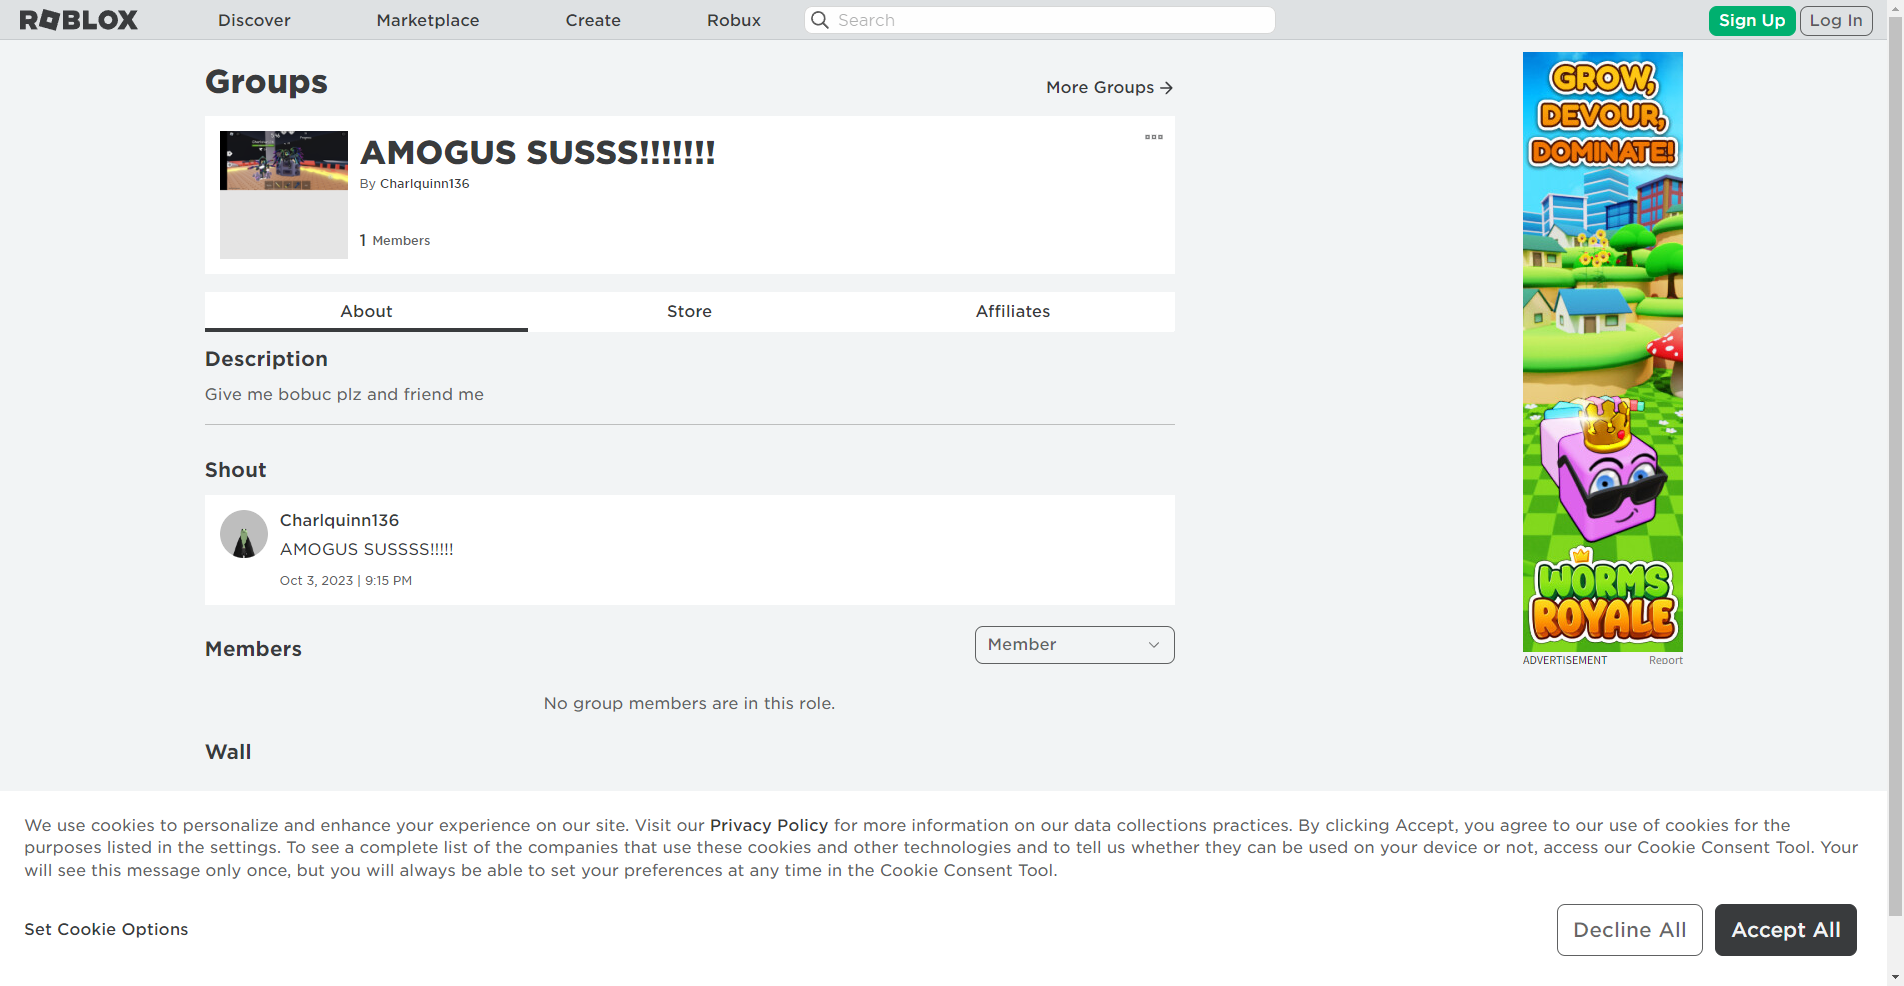 ROBLOX
Discover
Marketplace
Create
Robux
Search
Sign Up
Log In
Groups
More Groups →
AMOGUS SUSSS!!!!!!!
By Charlquinn136
1 Members
About
Store
Affiliates
Description
Give me bobuc plz and friend me
Shout
Charlquinn136
AMOGUS SUSSSS!!!!!
Oct 3, 2023 | 9:15 PM
Members
Member
No group members are in this role.
Wall
GROW,
DEVOUR,
DOMINATE!
WORMS
ROYALE
ADVERTISEMENT
Report
We use cookies to personalize and enhance your experience on our site. Visit our Privacy Policy for more information on our data collections practices. By clicking Accept, you agree to our use of cookies for the
purposes listed in the settings. To see a complete list of the companies that use these cookies and other technologies and to tell us whether they can be used on your device or not, access our Cookie Consent Tool. Your
will see this message only once, but you will always be able to set your preferences at any time in the Cookie Consent Tool.
Set Cookie Options
Decline All
Accept All